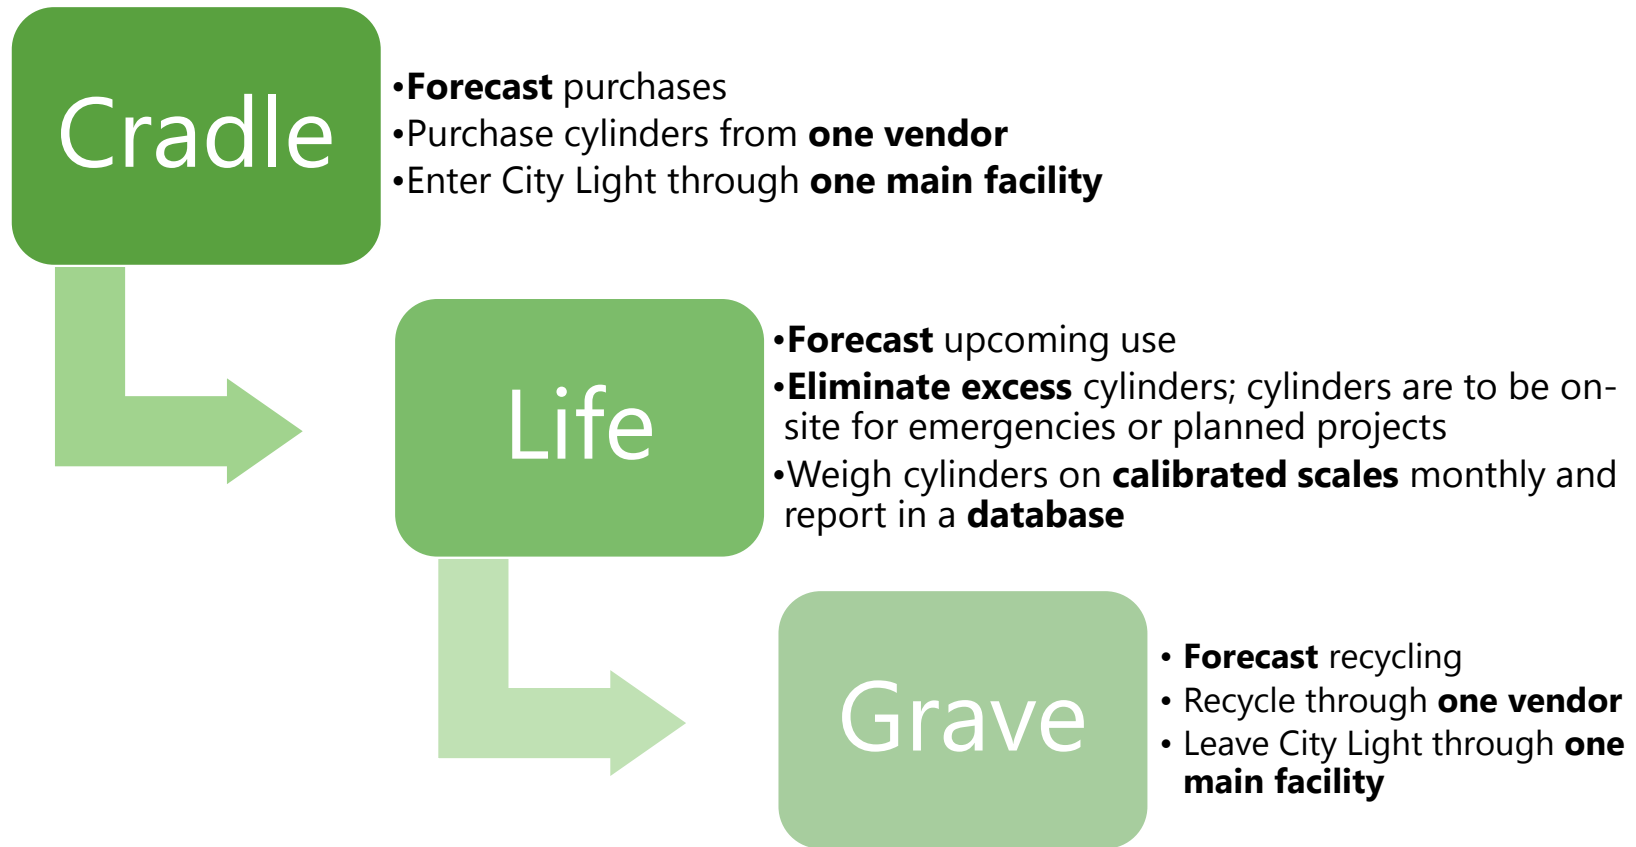 Cradle
•Forecast purchases
•Purchase cylinders from one vendor
•Enter City Light through one main facility
Life
•Forecast upcoming use
•Eliminate excess cylinders; cylinders are to be on-
site for emergencies or planned projects
•Weigh cylinders on calibrated scales monthly and
report in a database
Grave
• Forecast recycling
• Recycle through one vendor
• Leave City Light through one
main facility